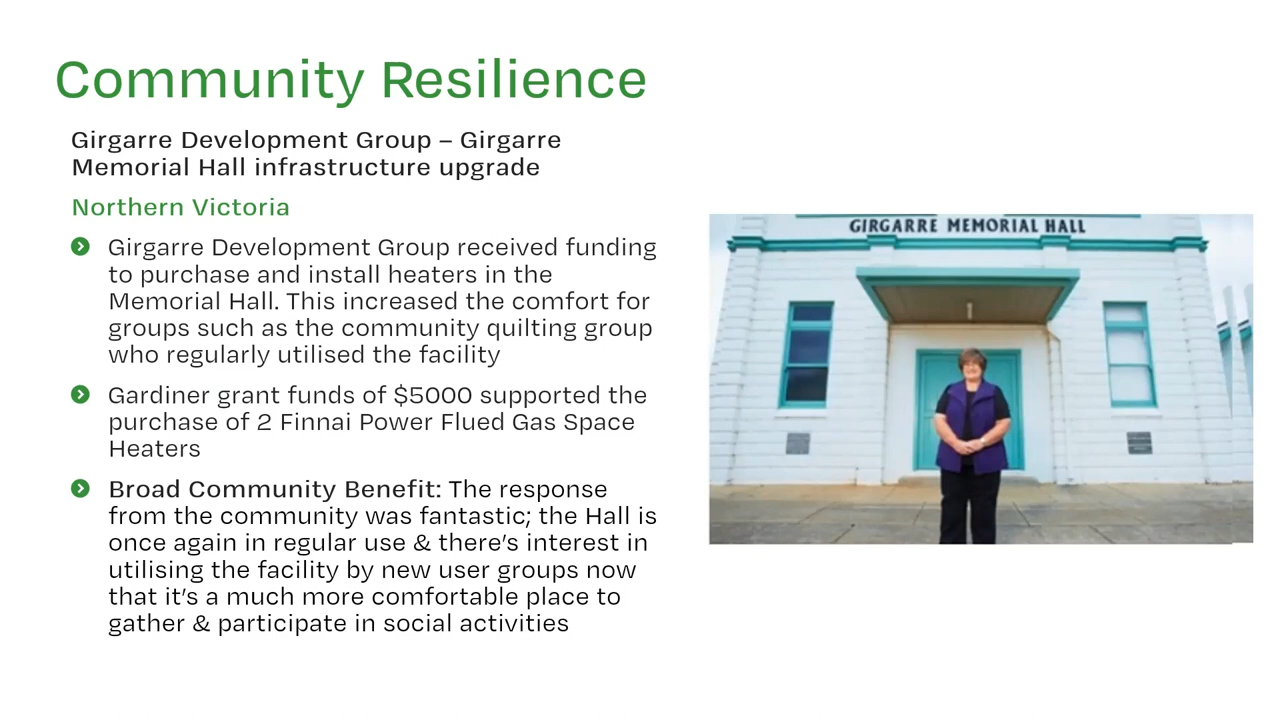 Community Resilience
Girgarre Development Group – Girgarre
Memorial Hall infrastructure upgrade
Northern Victoria
Girgarre Development Group received funding
to purchase and install heaters in the
Memorial Hall. This increased the comfort for
groups such as the community quilting group
who regularly utilised the facility
Gardiner grant funds of $5000 supported the
purchase of 2 Finnai Power Flued Gas Space
Heaters
Broad Community Benefit: The response
from the community was fantastic; the Hall is
once again in regular use & there's interest in
utilising the facility by new user groups now
that it's a much more comfortable place to
gather & participate in social activities
GIRGARRE MEMORIAL HALL